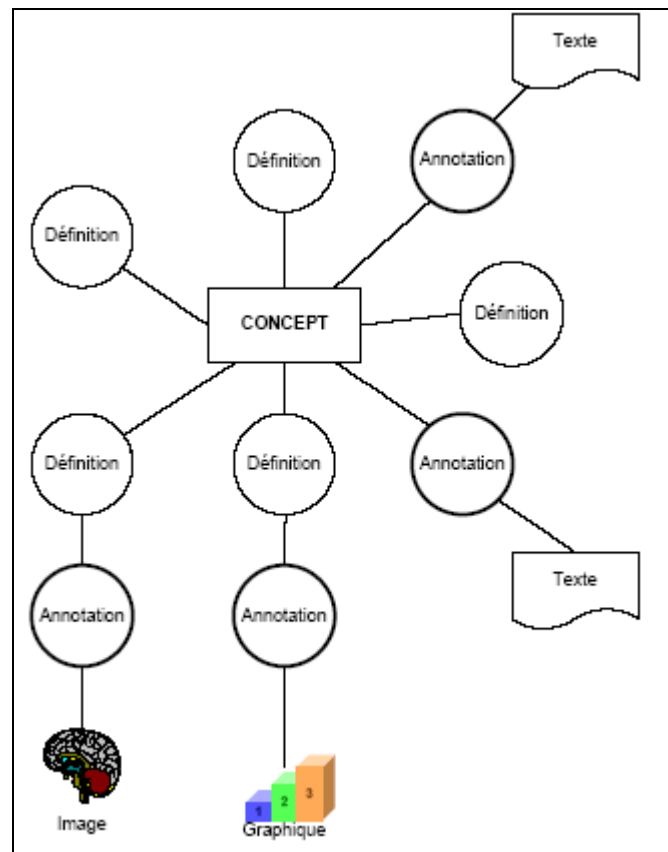 Texte
Définition
Annotation
Définition
Définition
CONCEPT
Définition
Définition
Annotation
Texte
Annotation
Annotation
1
2
3
Image
Graphique